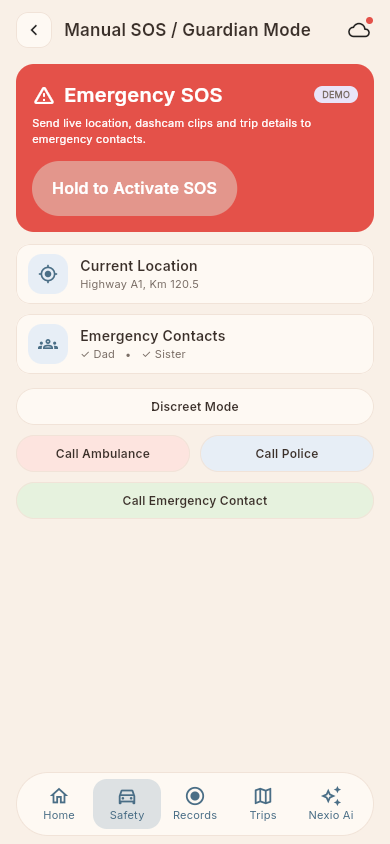 Manual SOS / Guardian Mode
Emergency SOS
DEMO
Send live location, dashcam clips and trip details to
emergency contacts.
Hold to Activate SOS
Current Location
Highway A1, Km 120.5
Emergency Contacts
✓ Dad • ✓ Sister
Discreet Mode
Call Ambulance
Call Police
Call Emergency Contact
Home
Safety
Records
Trips
Nexio Ai